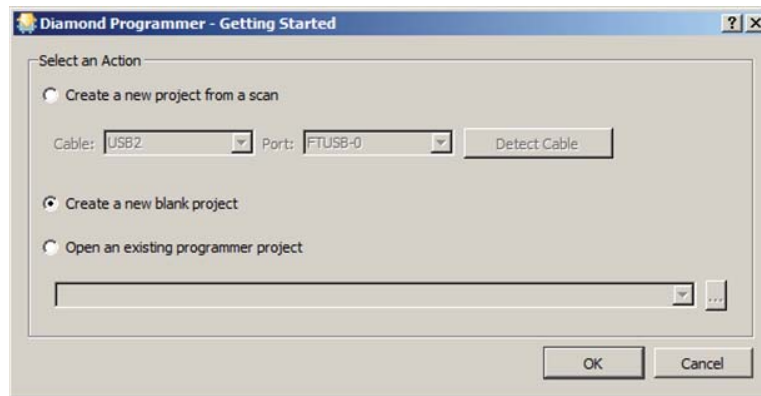 Diamond Programmer - Getting Started
Select an Action
Create a new project from a scan
Cable: USB2 Port: FTUSB-0 Detect Cable
Create a new blank project
Open an existing programmer project
...
OK Cancel